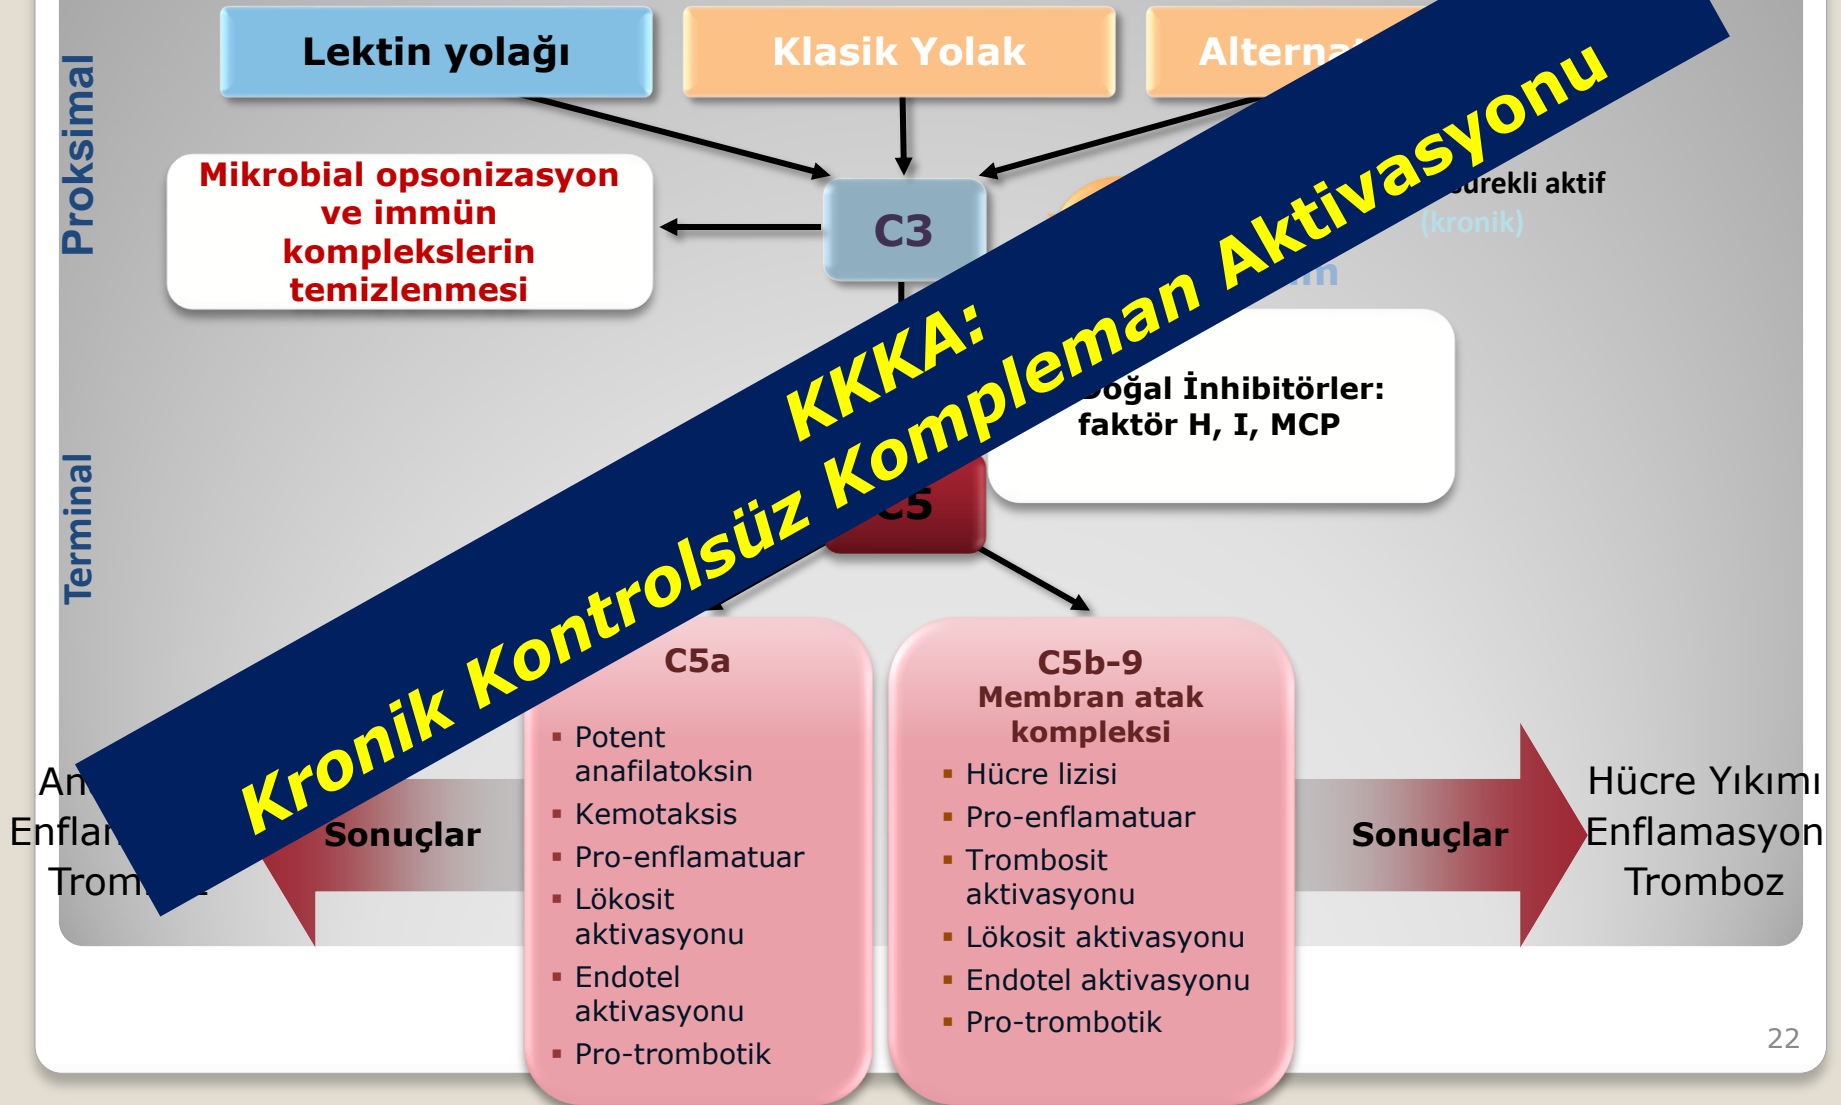 Proksimal
Terminal
Lektin yolağı
Klasik Yolak
Mikrobial opsonizasyon
ve immün
komplekslerin
temizlenmesi
C3
sürekli aktif
(kronik)
Doğal İnhibitörler:
faktör H, I, MCP
C5
KKKA:
Kronik Kontrolsüz Kompleman Aktivasyonu
C5a
▪ Potent
anafilatoksin
▪ Kemotaksis
▪ Pro-enflamatuar
▪ Lökosit
aktivasyonu
▪ Endotel
aktivasyonu
▪ Pro-trombotik
C5b-9
Membran atak
kompleksi
▪ Hücre lizisi
▪ Pro-enflamatuar
▪ Trombosit
aktivasyonu
▪ Lökosit aktivasyonu
▪ Endotel aktivasyonu
▪ Pro-trombotik
Sonuçlar
Sonuçlar
Hücre Yıkımı
Enflamasyon
Tromboz
22